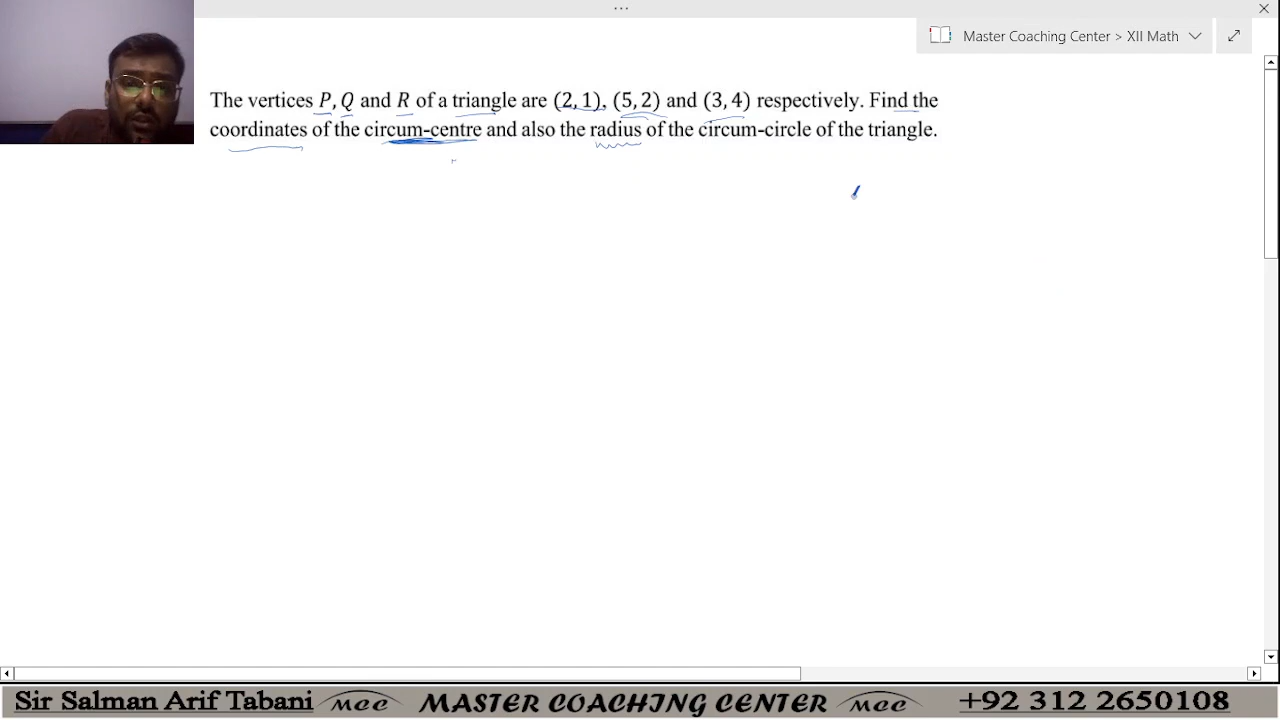 Master Coaching Center > XII Math
The vertices P, Q and R of a triangle are (2, 1), (5, 2) and (3, 4) respectively. Find the
coordinates of the circum-centre and also the radius of the circum-circle of the triangle.
Sir Salman Arif Tabani mcc MASTER COACHING CENTER mcc +92 312 2650108